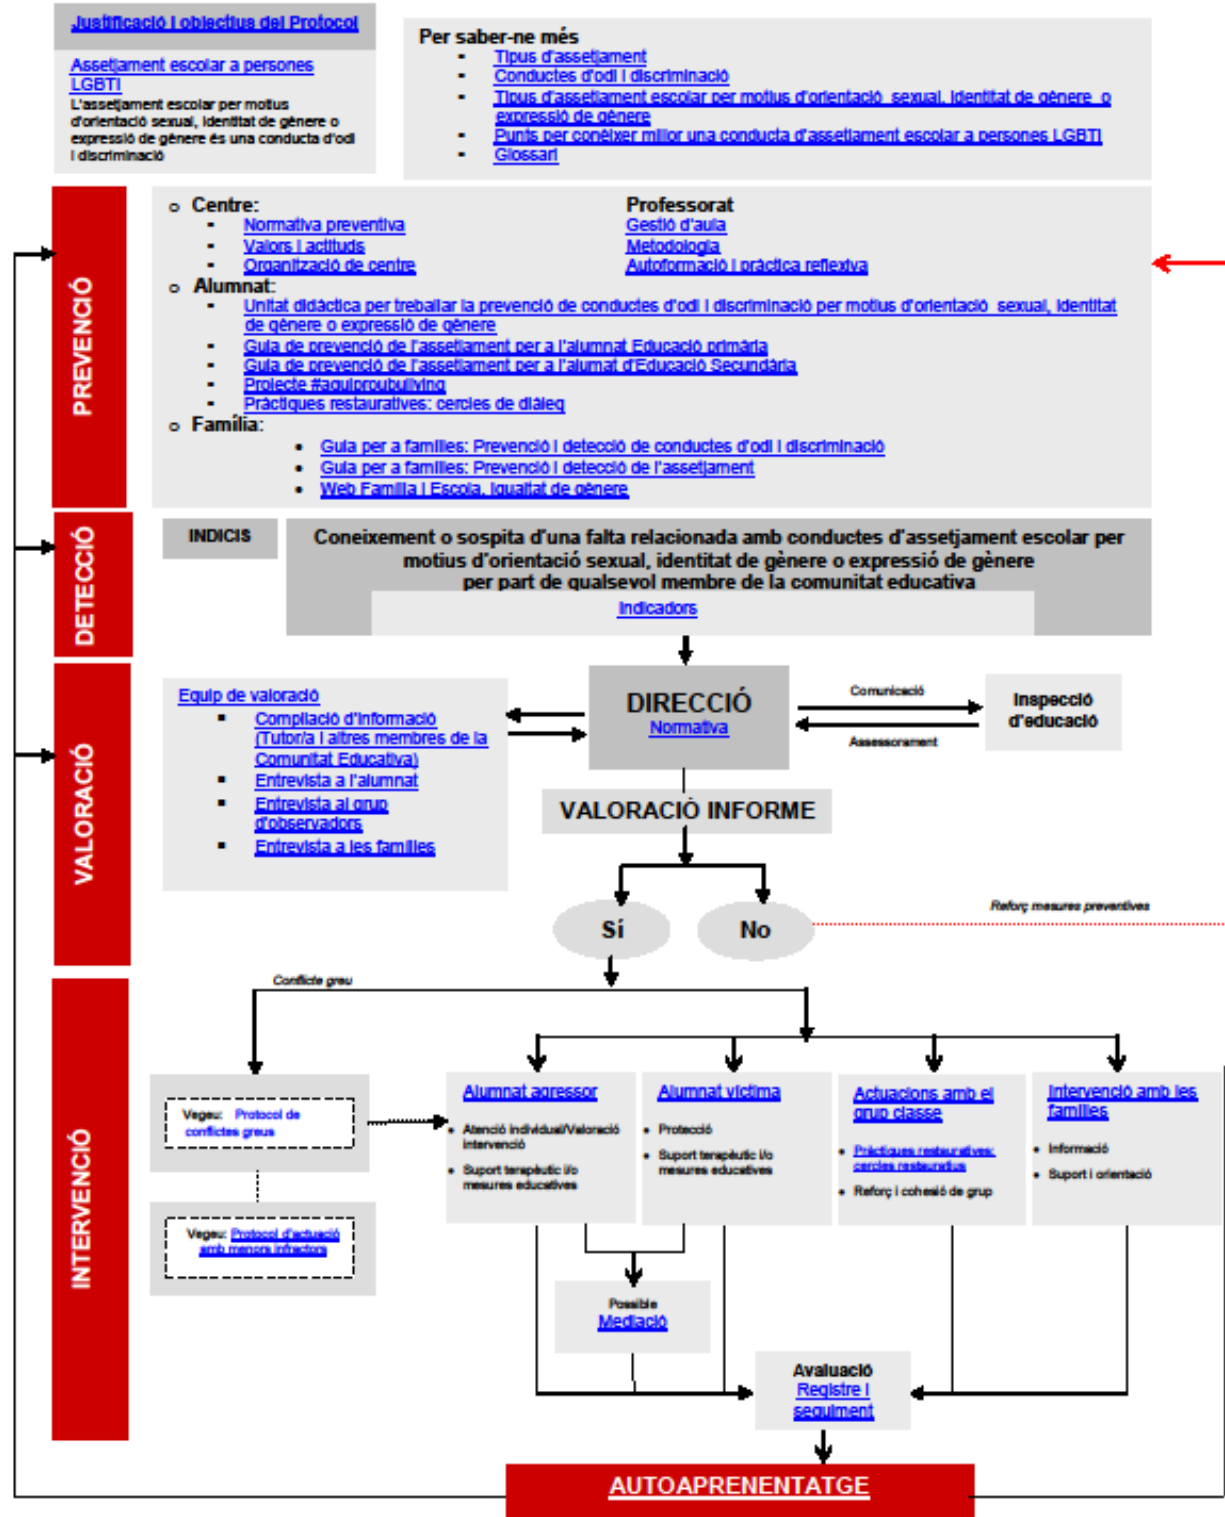 Justificació i objectius del Protocol
Assetjament escolar a persones
LGBTI
L'assetjament escolar per motius
d'orientació sexual, identitat de gènere o
expressió de gènere és una conducta d'odi
i discriminació
Per saber-ne més
Tipus d'assetjament
Conductes d'odi i discriminació
Tipus d'assetjament escolar per motius d'orientació sexual, identitat de gènere o
expressió de gènere
Punts per conèixer millor una conducta d'assetjament escolar a persones LGBTI
Glossari
PREVENCIÓ
Centre:
Normativa preventiva
Valors i actituds
Organització de centre
Professorat
Gestió d'aula
Metodologia
Autoformació i pràctica reflexiva
Alumnat:
Unitat didàctica per treballar la prevenció de conductes d'odi i discriminació per motius d'orientació sexual, identitat
de gènere o expressió de gènere
Guia de prevenció de l'assetjament per a l'alumnat Educació primària
Guia de prevenció de l'assetjament per a l'alumat d'Educació Secundària
Projecte #aquiproubullying
Pràctiques restauratives: cercles de diàleg
Família:
Guia per a famílies: Prevenció i detecció de conductes d'odi i discriminació
Guia per a famílies: Prevenció i detecció de l'assetjament
Web Família i Escola. Igualtat de gènere
DETECCIÓ
INDICIS
Coneixement o sospita d'una falta relacionada amb conductes d'assetjament escolar per
motius d'orientació sexual, identitat de gènere o expressió de gènere
per part de qualsevol membre de la comunitat educativa
Indicadors
VALORACIÓ
Equip de valoració
Compilació d'informació
(Tutor/a i altres membres de la
Comunitat Educativa)
Entrevista a l'alumnat
Entrevista al grup
d'observadors
Entrevista a les famílies
DIRECCIÓ
Normativa
Comunicació
Assessorament
Inspecció
d'educació
VALORACIÓ INFORME
Sí
No
Reforç mesures preventives
INTERVENCIÓ
Conflicte greu
Vegeu: Protocol de
conflictes greus
Vegeu: Protocol d'actuació
amb menors infractors
Alumnat agressor
Atenció individual/Valoració
intervenció
Suport terapèutic i/o
mesures educatives
Alumnat víctima
Protecció
Suport terapèutic i/o
mesures educatives
Actuacions amb el
grup classe
Pràctiques restauratives:
cercles restauratius
Reforç i cohesió de grup
Intervenció amb les
famílies
Informació
Suport i orientació
Possible
Mediació
Avaluació
Registre i
seguiment
AUTOAPRENENTATGE